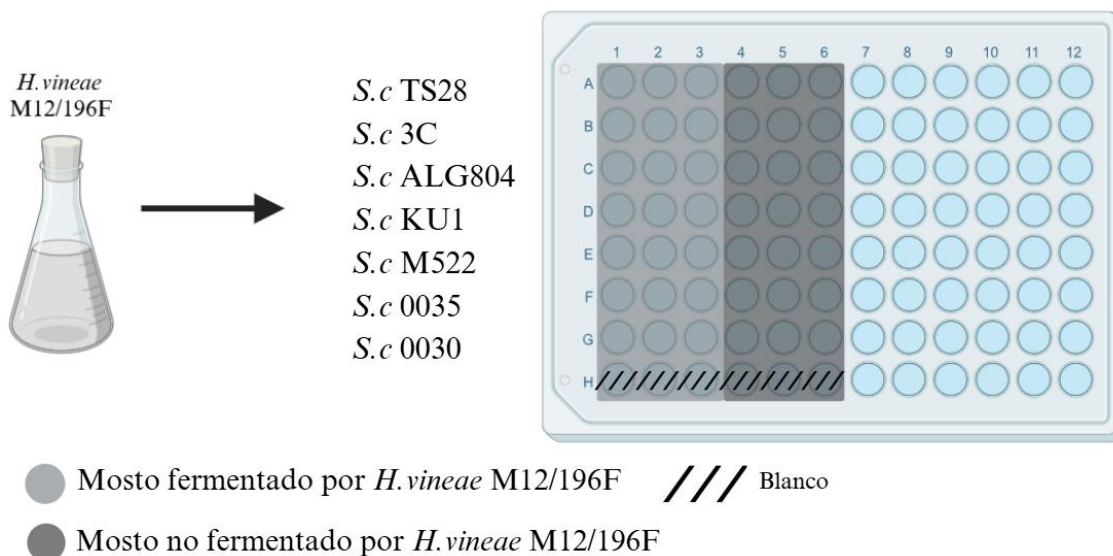 H.vineae
M12/196F
S.c TS28
S.c 3C
S.c ALG804
S.c KU1
S.c M522
S.c 0035
S.c 0030
1 2 3 4 5 6 7 8 9 10 11 12
A
B
C
D
E
F
G
H
Mosto fermentado por H.vineae M12/196F
Blanco
Mosto no fermentado por H.vineae M12/196F